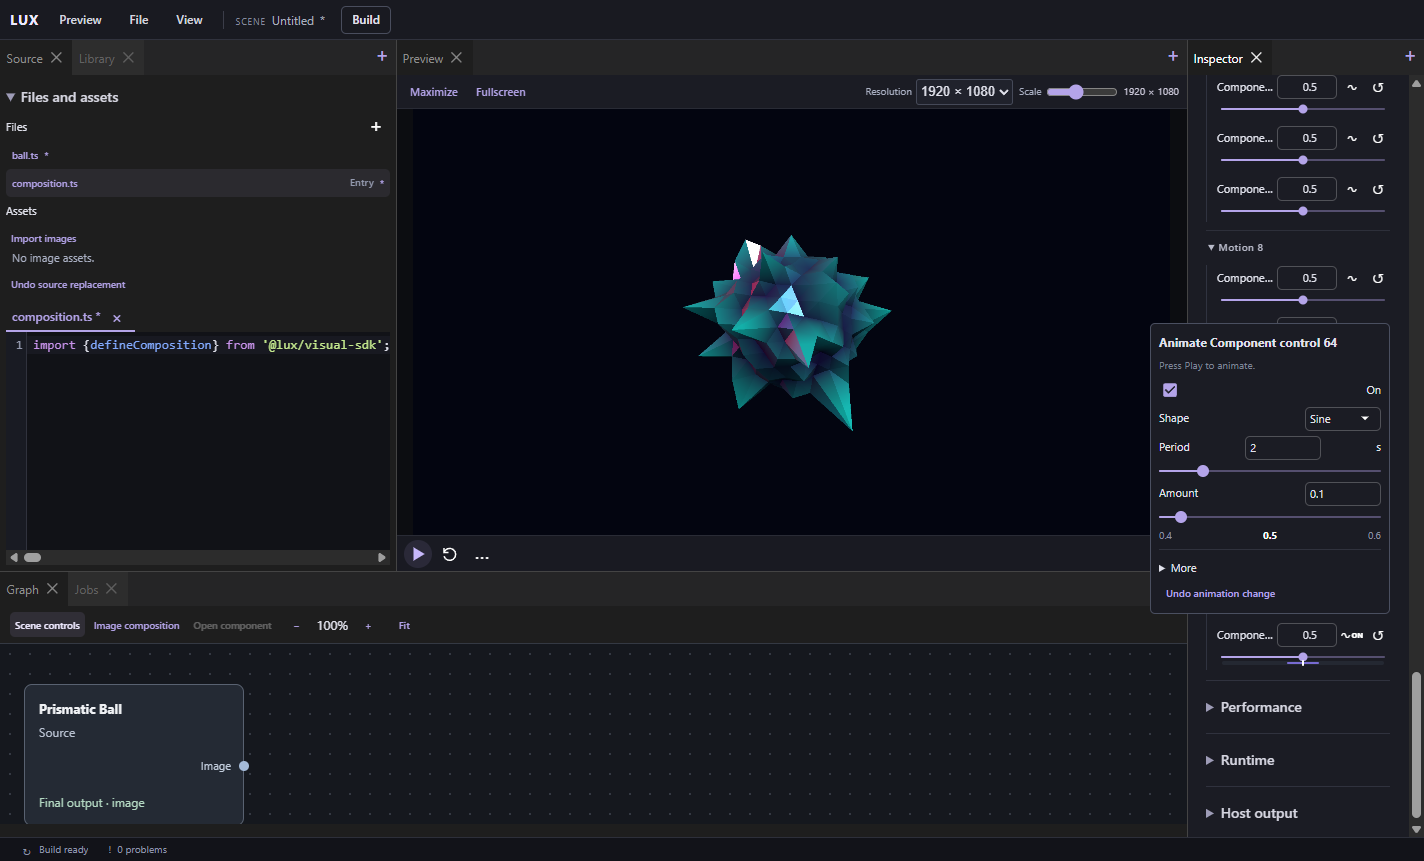 LUX Preview File View SCENE Untitled * Build
Source Library +
Files and assets
Files +
ball.ts *
composition.ts Entry *
Assets
Import images
No image assets.
Undo source replacement
composition.ts * ×
1 import {defineComposition} from '@lux/visual-sdk';
Preview +
Maximize Fullscreen Resolution 1920 × 1080 Scale 1920 × 1080
...
Graph Jobs
Scene controls Image composition Open component − 100% + Fit
Prismatic Ball
Source
Image
Final output · image
Inspector +
Compone... 0.5
Compone... 0.5
Compone... 0.5
Motion 8
Compone... 0.5
Animate Component control 64
Press Play to animate.
On
Shape Sine
Period 2 s
Amount 0.1
0.4 0.5 0.6
More
Undo animation change
Compone... 0.5 ON
Performance
Runtime
Host output
Build ready ! 0 problems